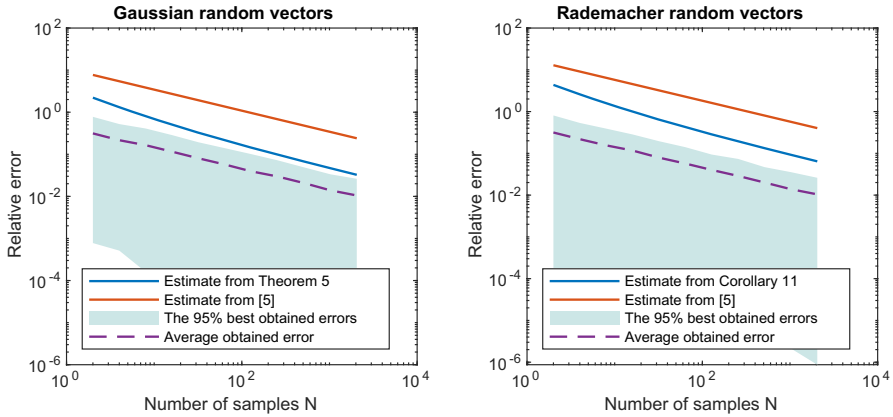 Gaussian random vectors
10^2
10^0
10^-2
10^-4
10^-6
Relative error
Estimate from Theorem 5
Estimate from [5]
The 95% best obtained errors
Average obtained error
10^0
10^2
10^4
Number of samples N
Rademacher random vectors
10^2
10^0
10^-2
10^-4
10^-6
Relative error
Estimate from Corollary 11
Estimate from [5]
The 95% best obtained errors
Average obtained error
10^0
10^2
10^4
Number of samples N